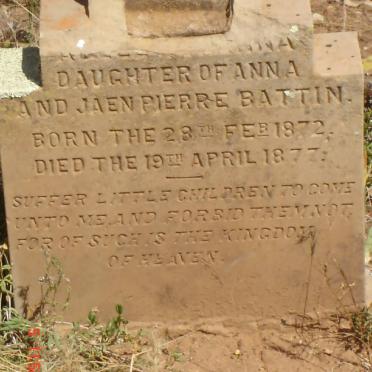 DAUGHTER OF ANNA
AND JAEN PIERRE BATTIN.
BORN THE 28TH FEB 1872.
DIED THE 19TH APRIL 1877.
SUFFER LITTLE CHILDREN TO COME
UNTO ME, AND FORBID THEM NOT,
FOR OF SUCH IS THE KINGDOM
OF HEAVEN.